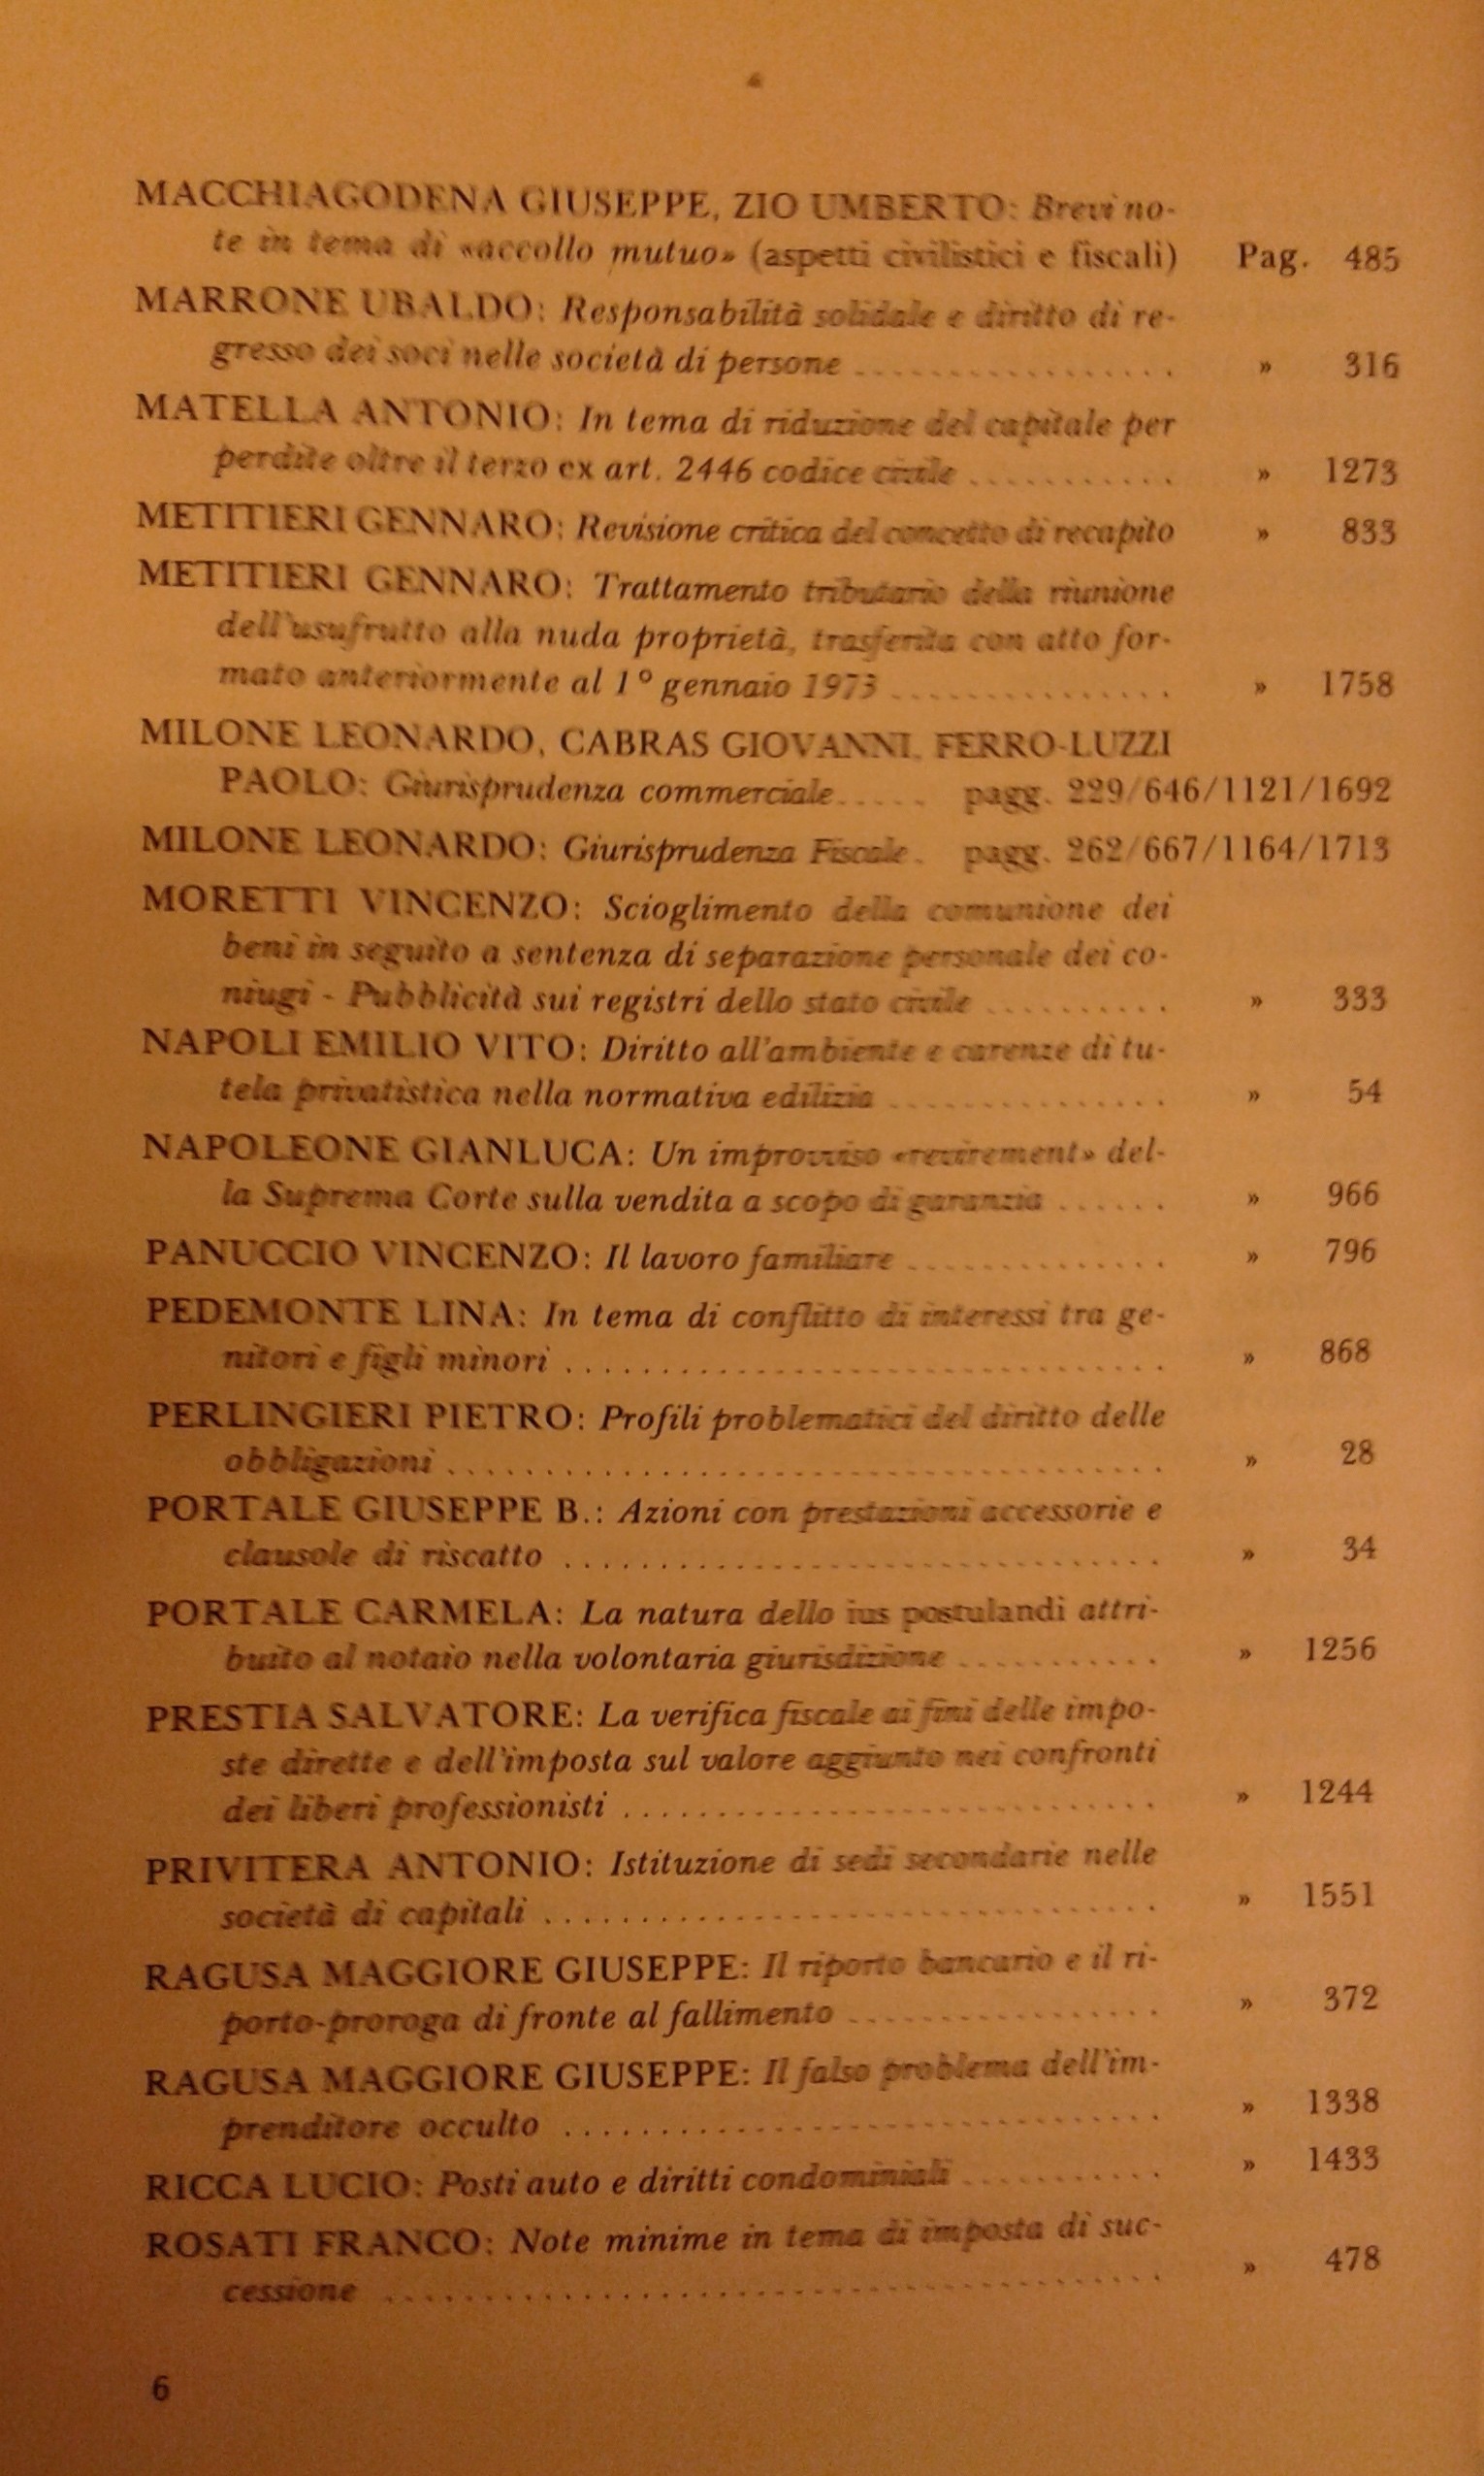 MACCHIAGODENA GIUSEPPE, ZIO UMBERTO: Brevi no-
te in tema di «accollo mutuo» (aspetti civilistici e fiscali) Pag. 485
MARRONE UBALDO: Responsabilità solidale e diritto di re-
gresso dei soci nelle società di persone ................. » 316
MATELLA ANTONIO: In tema di riduzione del capitale per
perdite oltre il terzo ex art. 2446 codice civile ........... » 1273
METITIERI GENNARO: Revisione critica del concetto di recapito » 833
METITIERI GENNARO: Trattamento tributario della riunione
dell'usufrutto alla nuda proprietà, trasferita con atto for-
mato anteriormente al 1° gennaio 1973 ............... » 1758
MILONE LEONARDO, CABRAS GIOVANNI, FERRO-LUZZI
PAOLO: Giurisprudenza commerciale..... pagg. 229/646/1121/1692
MILONE LEONARDO: Giurisprudenza Fiscale. pagg. 262/667/1164/1713
MORETTI VINCENZO: Scioglimento della comunione dei
beni in seguito a sentenza di separazione personale dei co-
niugi - Pubblicità sui registri dello stato civile .......... » 333
NAPOLI EMILIO VITO: Diritto all'ambiente e carenze di tu-
tela privatistica nella normativa edilizia ............... » 54
NAPOLEONE GIANLUCA: Un improvviso «revirement» del-
la Suprema Corte sulla vendita a scopo di garanzia ...... » 966
PANUCCIO VINCENZO: Il lavoro familiare .............. » 796
PEDEMONTE LINA: In tema di conflitto di interessi tra ge-
nitori e figli minori ............................... » 868
PERLINGIERI PIETRO: Profili problematici del diritto delle
obbligazioni ..................................... » 28
PORTALE GIUSEPPE B.: Azioni con prestazioni accessorie e
clausole di riscatto ............................... » 34
PORTALE CARMELA: La natura dello ius postulandi attri-
buito al notaio nella volontaria giurisdizione ........... » 1256
PRESTIA SALVATORE: La verifica fiscale ai fini delle impo-
ste dirette e dell'imposta sul valore aggiunto nei confronti
dei liberi professionisti ............................ » 1244
PRIVITERA ANTONIO: Istituzione di sedi secondarie nelle
società di capitali ................................ » 1551
RAGUSA MAGGIORE GIUSEPPE: Il riporto bancario e il ri-
porto-proroga di fronte al fallimento ................ » 372
RAGUSA MAGGIORE GIUSEPPE: Il falso problema dell'im-
prenditore occulto ............................... » 1338
RICCA LUCIO: Posti auto e diritti condominiali ........... » 1433
ROSATI FRANCO: Note minime in tema di imposta di suc-
cessione ........................................ » 478
6